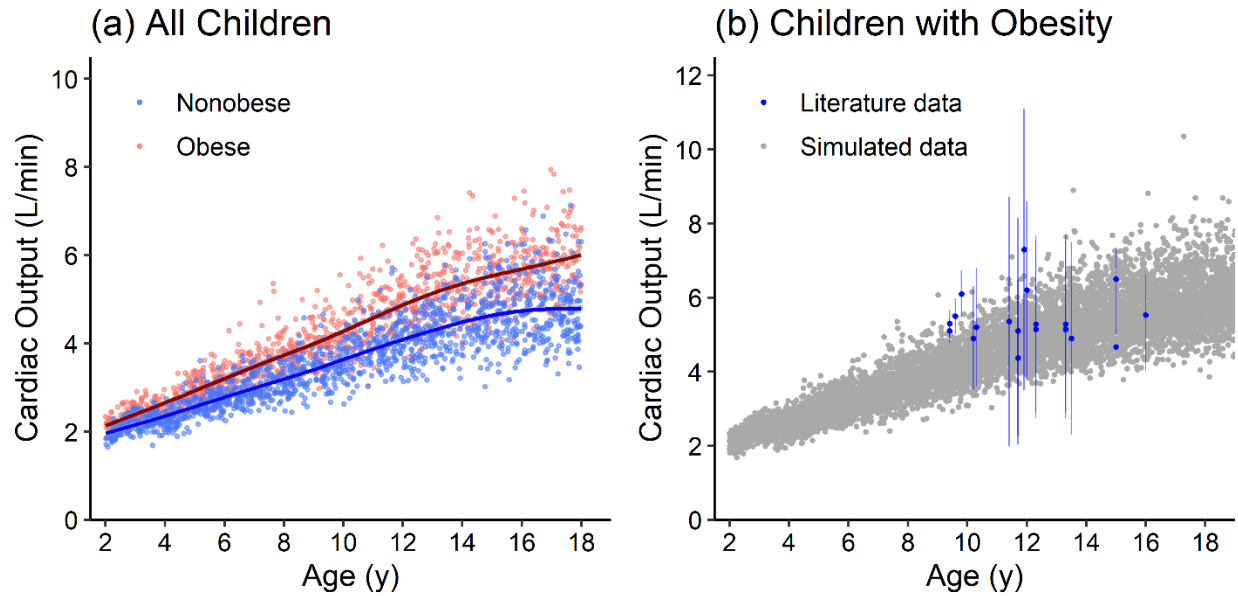 (a) All Children
Nonobese
Obese
Cardiac Output (L/min)
10
8
6
4
2
0
2 4 6 8 10 12 14 16 18
Age (y)
(b) Children with Obesity
Literature data
Simulated data
Cardiac Output (L/min)
12
10
8
6
4
2
0
2 4 6 8 10 12 14 16 18
Age (y)